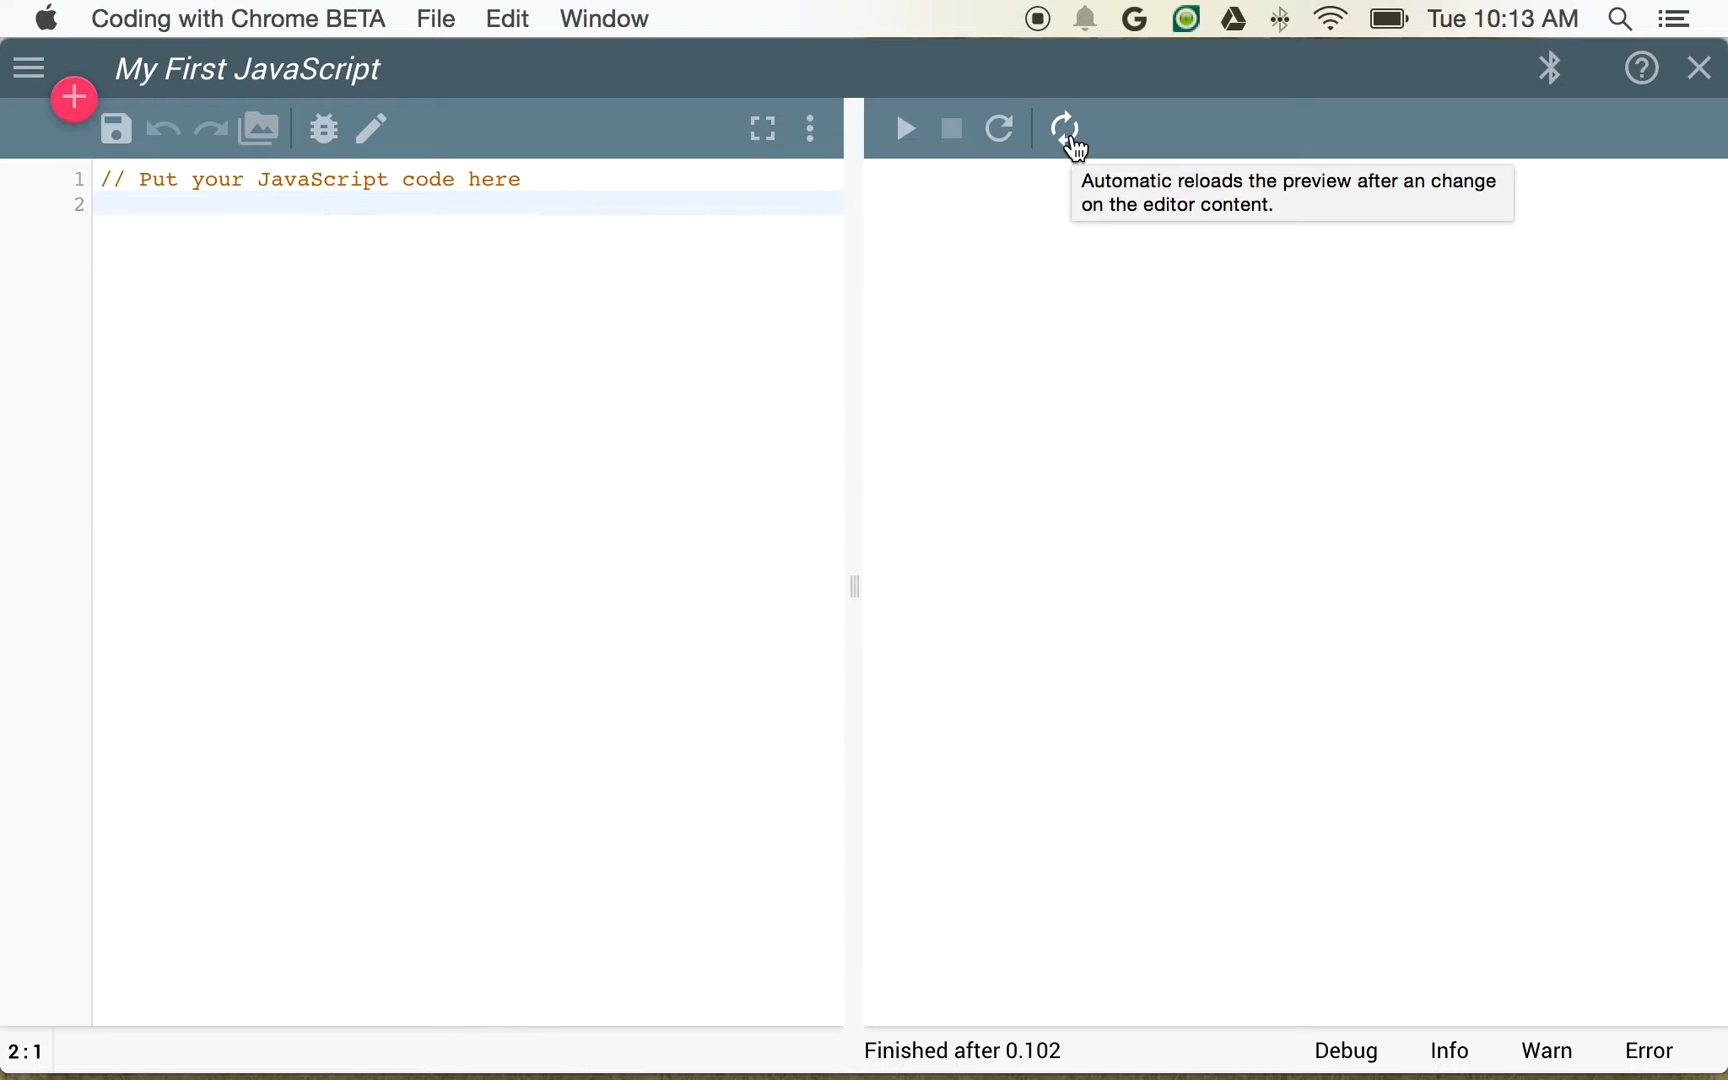 Coding with Chrome BETA File Edit Window Tue 10:13 AM
My First JavaScript
1 // Put your JavaScript code here
2
Automatic reloads the preview after an change
on the editor content.
2:1 Finished after 0.102 Debug Info Warn Error